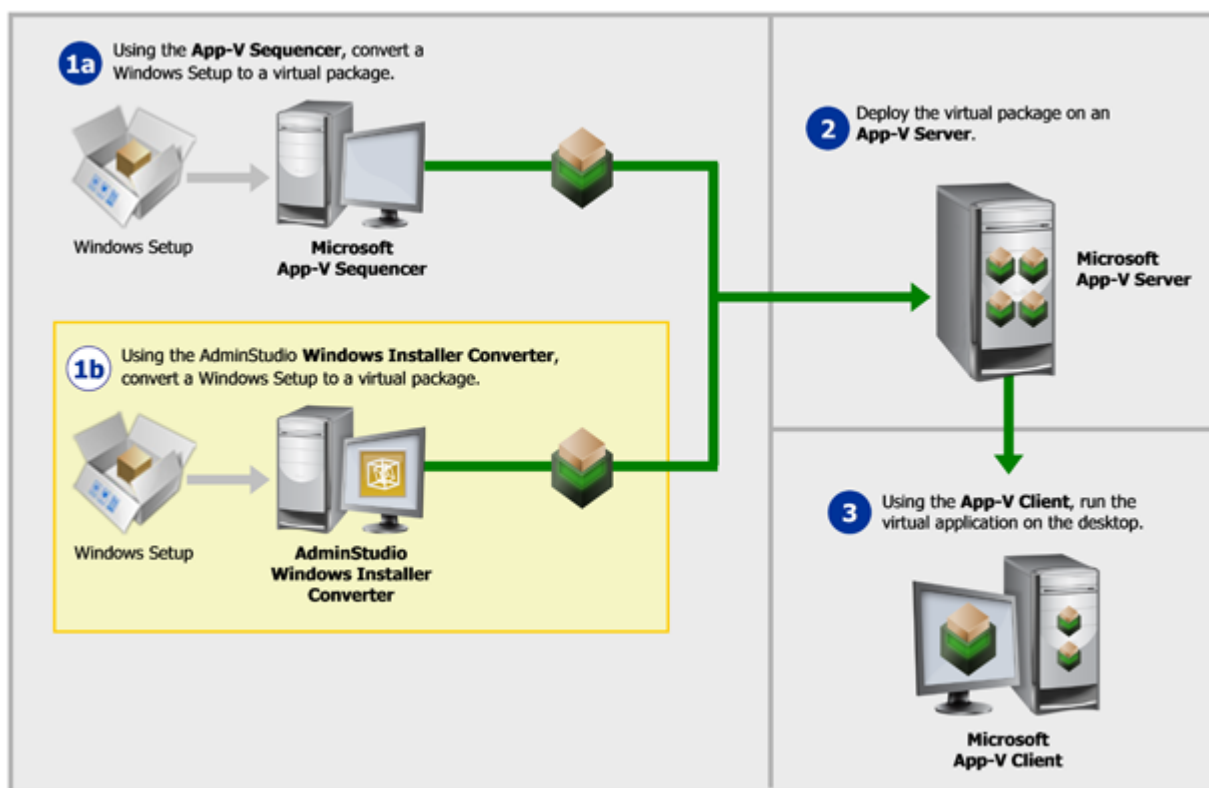 1a
Using the App-V Sequencer, convert a
Windows Setup to a virtual package.
Windows Setup
Microsoft
App-V Sequencer
1b
Using the AdminStudio Windows Installer Converter,
convert a Windows Setup to a virtual package.
Windows Setup
AdminStudio
Windows Installer
Converter
2
Deploy the virtual package on an
App-V Server.
Microsoft
App-V Server
3
Using the App-V Client, run the
virtual application on the desktop.
Microsoft
App-V Client